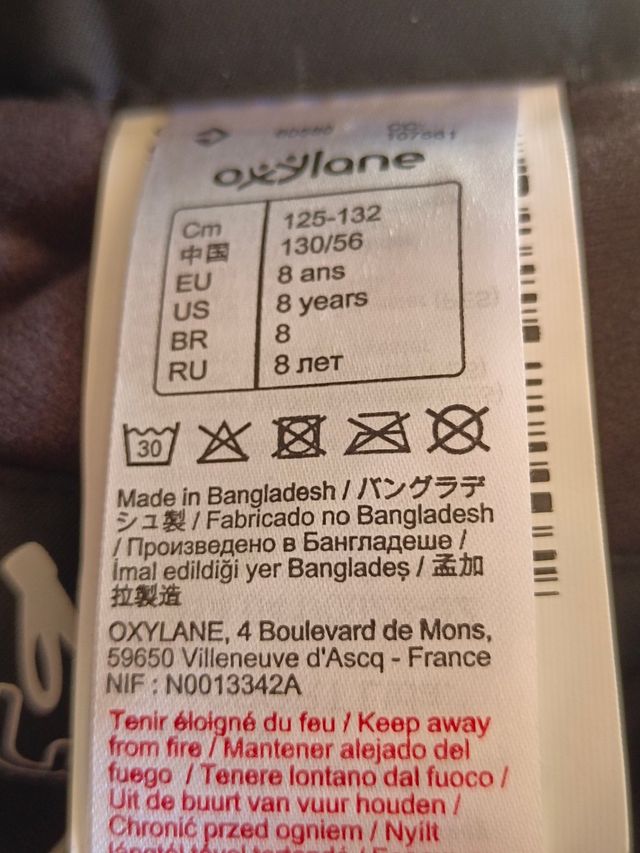 oxylane
Cm 125-132
中国 130/56
EU 8 ans
US 8 years
BR 8
RU 8 лет
30
Made in Bangladesh / バングラデ
シュ製 / Fabricado no Bangladesh
/ Произведено в Бангладеше /
İmal edildiği yer Bangladeş / 孟加
拉製造
OXYLANE, 4 Boulevard de Mons,
59650 Villeneuve d'Ascq - France
NIF : N0013342A
Tenir éloigné du feu / Keep away
from fire / Mantener alejado del
fuego / Tenere lontano dal fuoco /
Uit de buurt van vuur houden /
Chronić przed ogniem / Nyílt